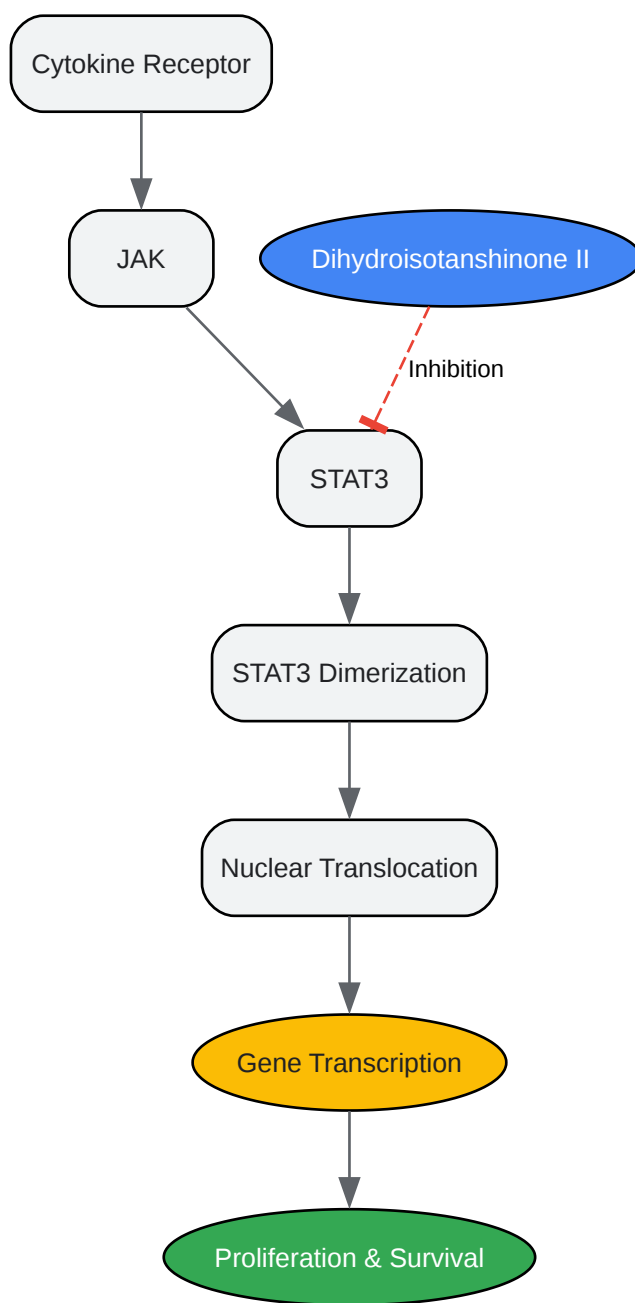 Cytokine Receptor
JAK
Dihydroisotanshinone II
Inhibition
STAT3
STAT3 Dimerization
Nuclear Translocation
Gene Transcription
Proliferation & Survival